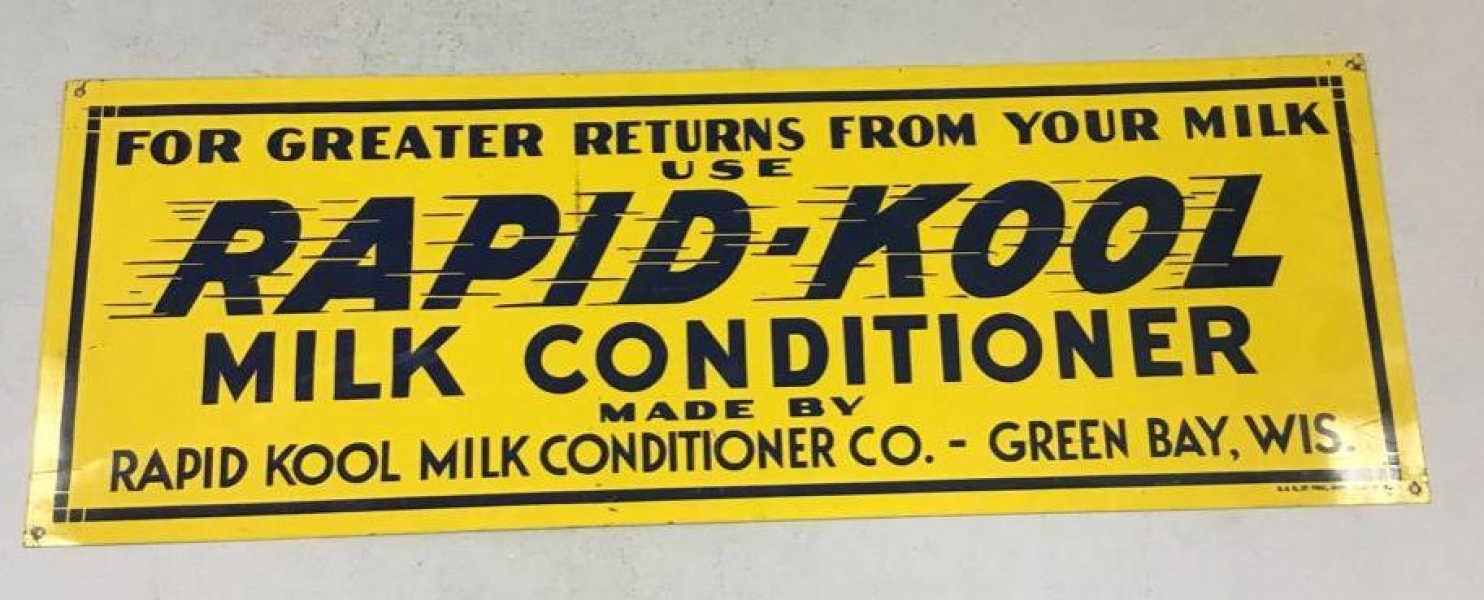 FOR GREATER RETURNS FROM YOUR MILK
USE
RAPID-KOOL
MILK CONDITIONER
MADE BY
RAPID KOOL MILK CONDITIONER CO. - GREEN BAY, WIS.